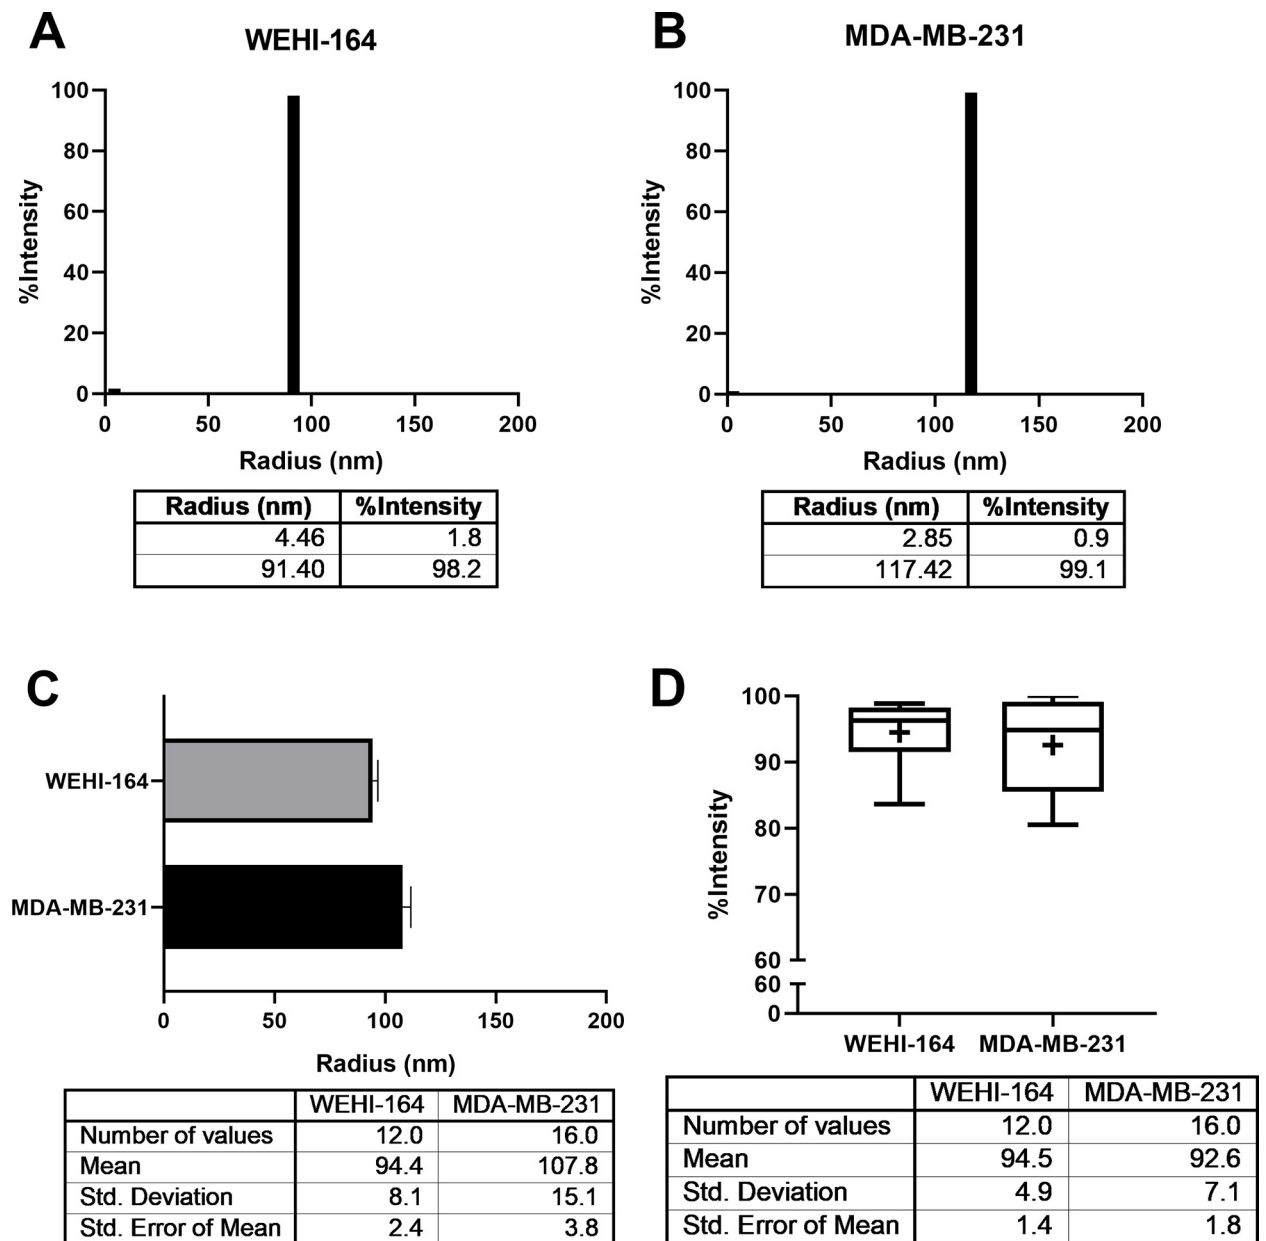 A
WEHI-164
100
80
60
40
20
0
%Intensity
0 50 100 150 200
Radius (nm)
Radius (nm) %Intensity
4.46 1.8
91.40 98.2
B
MDA-MB-231
100
80
60
40
20
0
%Intensity
0 50 100 150 200
Radius (nm)
Radius (nm) %Intensity
2.85 0.9
117.42 99.1
C
WEHI-164
MDA-MB-231
0 50 100 150 200
Radius (nm)
WEHI-164 MDA-MB-231
Number of values 12.0 16.0
Mean 94.4 107.8
Std. Deviation 8.1 15.1
Std. Error of Mean 2.4 3.8
D
100
90
80
70
60
60
0
%Intensity
WEHI-164 MDA-MB-231
WEHI-164 MDA-MB-231
Number of values 12.0 16.0
Mean 94.5 92.6
Std. Deviation 4.9 7.1
Std. Error of Mean 1.4 1.8